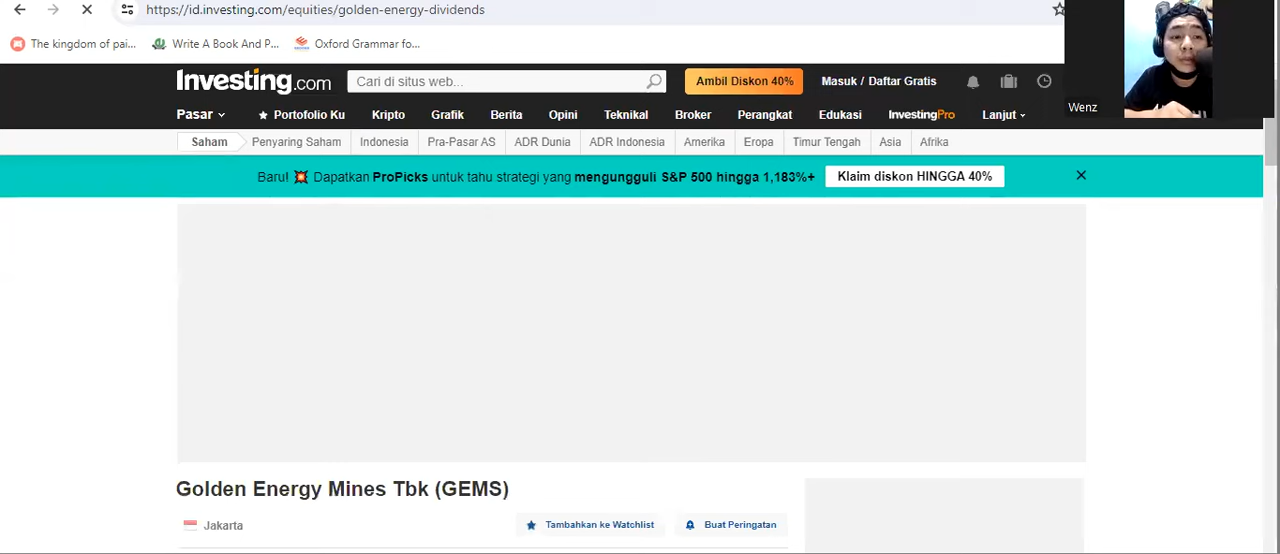 https://id.investing.com/equities/golden-energy-dividends
The kingdom of pai... Write A Book And P... Oxford Grammar fo...
Investing.com Cari di situs web... Ambil Diskon 40% Masuk / Daftar Gratis
Wenz
Pasar Portofolio Ku Kripto Grafik Berita Opini Teknikal Broker Perangkat Edukasi InvestingPro Lanjut
Saham Penyaring Saham Indonesia Pra-Pasar AS ADR Dunia ADR Indonesia Amerika Eropa Timur Tengah Asia Afrika
Baru! 💥 Dapatkan ProPicks untuk tahu strategi yang mengungguli S&P 500 hingga 1,183%+ Klaim diskon HINGGA 40%
Golden Energy Mines Tbk (GEMS)
Jakarta Tambahkan ke Watchlist Buat Peringatan